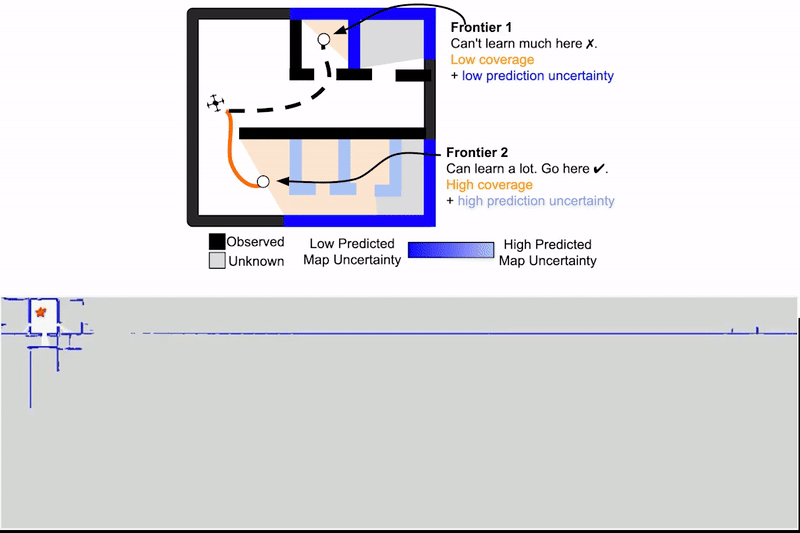 Frontier 1
Can't learn much here ✗.
Low coverage
+ low prediction uncertainty
Frontier 2
Can learn a lot. Go here ✔.
High coverage
+ high prediction uncertainty
Observed
Unknown
Low Predicted
Map Uncertainty
High Predicted
Map Uncertainty